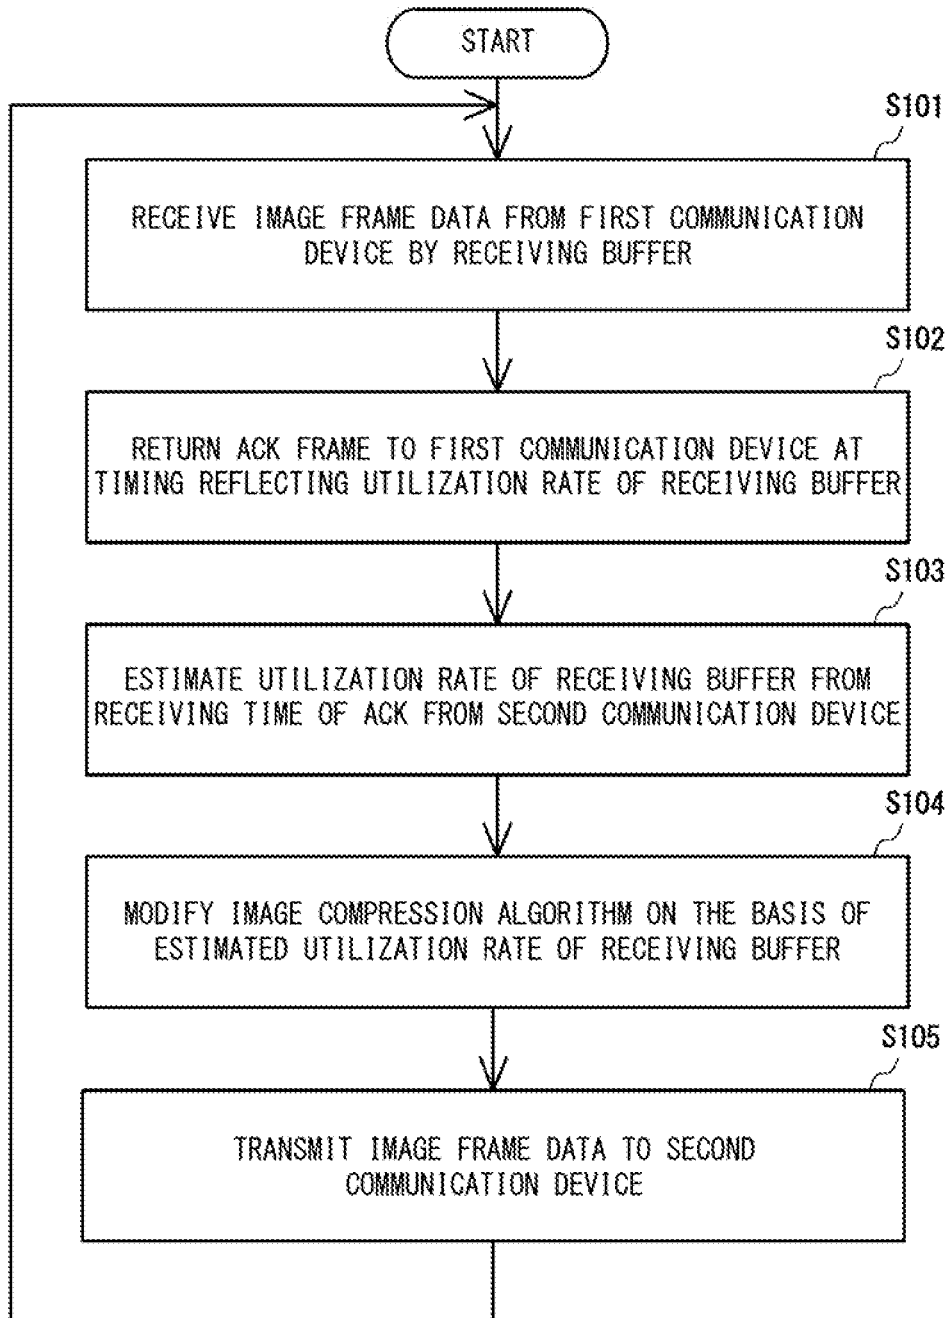 START
S101
RECEIVE IMAGE FRAME DATA FROM FIRST COMMUNICATION
DEVICE BY RECEIVING BUFFER
S102
RETURN ACK FRAME TO FIRST COMMUNICATION DEVICE AT
TIMING REFLECTING UTILIZATION RATE OF RECEIVING BUFFER
S103
ESTIMATE UTILIZATION RATE OF RECEIVING BUFFER FROM
RECEIVING TIME OF ACK FROM SECOND COMMUNICATION DEVICE
S104
MODIFY IMAGE COMPRESSION ALGORITHM ON THE BASIS OF
ESTIMATED UTILIZATION RATE OF RECEIVING BUFFER
S105
TRANSMIT IMAGE FRAME DATA TO SECOND
COMMUNICATION DEVICE